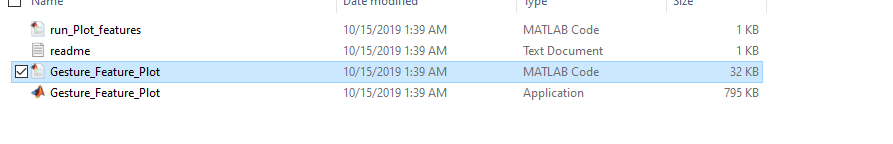 Name Date modified Type Size
run_Plot_features 10/15/2019 1:39 AM MATLAB Code 1 KB
readme 10/15/2019 1:39 AM Text Document 1 KB
Gesture_Feature_Plot 10/15/2019 1:39 AM MATLAB Code 32 KB
Gesture_Feature_Plot 10/15/2019 1:39 AM Application 795 KB